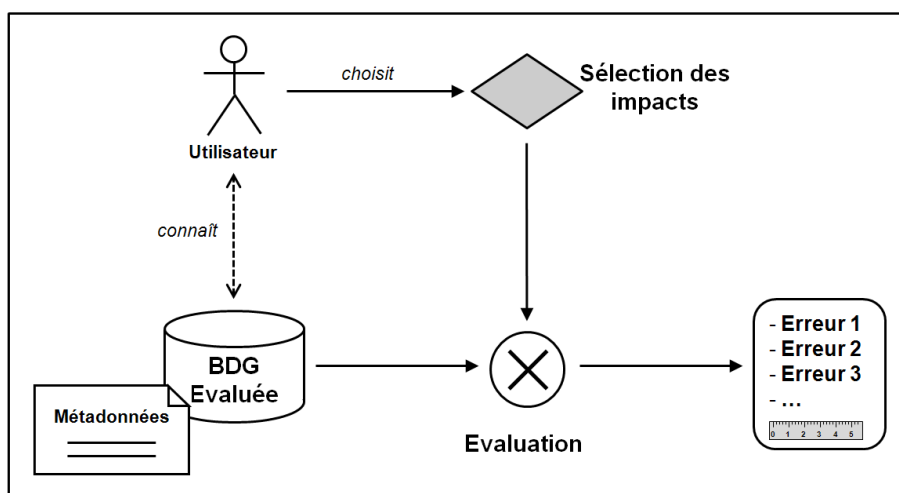 choisit
Sélection des
impacts
Utilisateur
connaît
BDG
Evaluée
Métadonnées
Evaluation
- Erreur 1
- Erreur 2
- Erreur 3
- ...
0 1 2 3 4 5